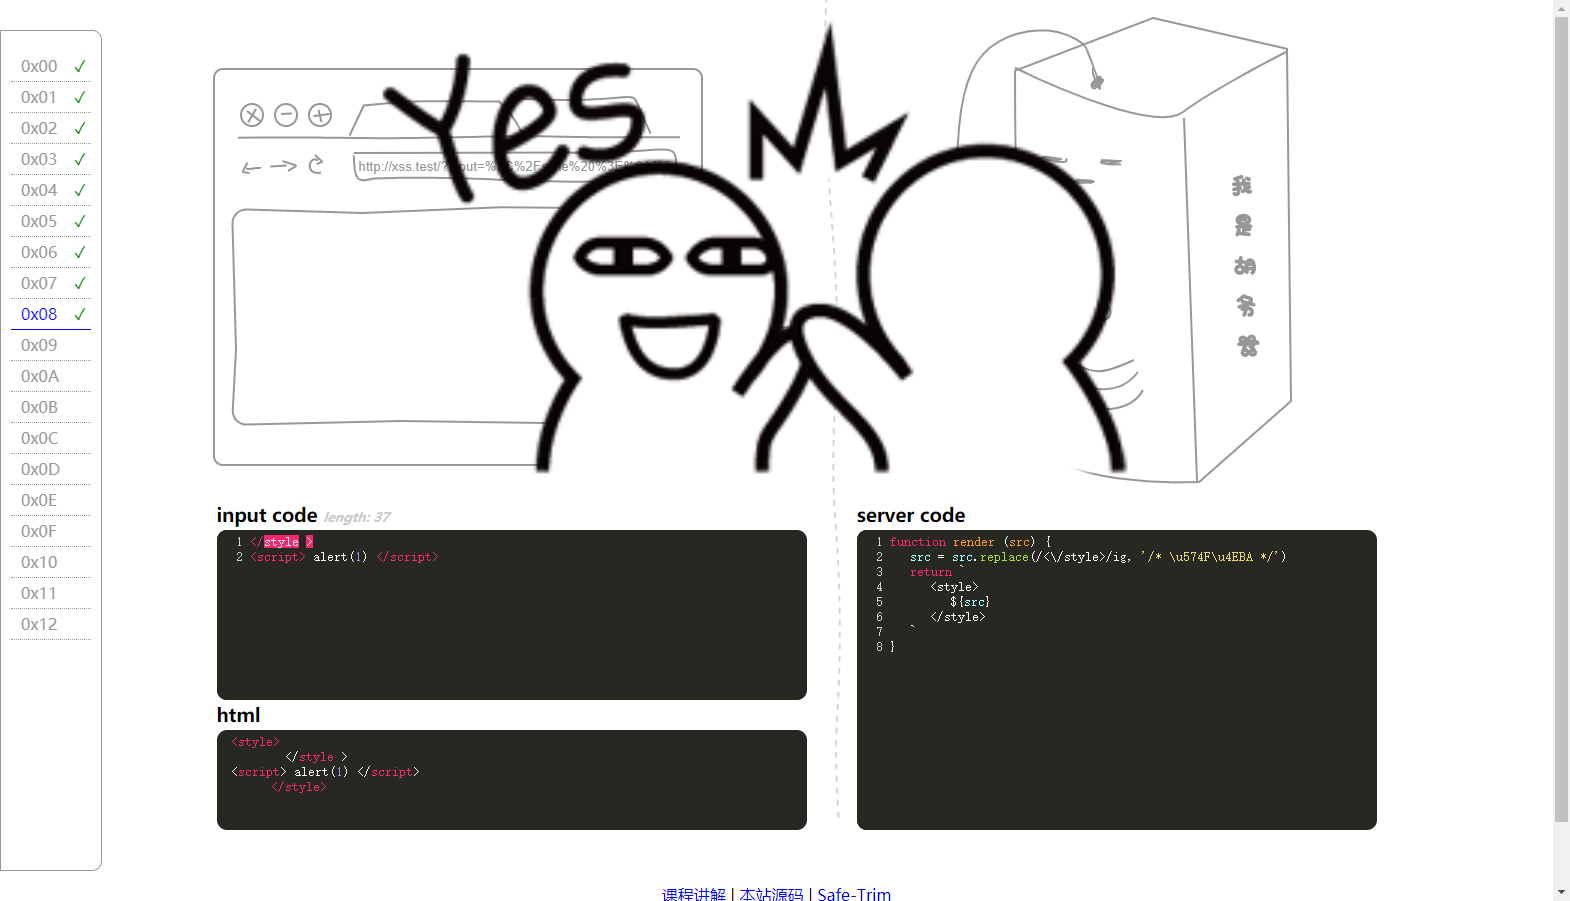 0x00 ✓
0x01 ✓
0x02 ✓
0x03 ✓
0x04 ✓
0x05 ✓
0x06 ✓
0x07 ✓
0x08 ✓
0x09
0x0A
0x0B
0x0C
0x0D
0x0E
0x0F
0x10
0x11
0x12
Yes
http://xss.test/?
我
是
胡
务
器
input code length: 37
1 </style >
2 <script> alert(1) </script>
html
<style>
</style >
<script> alert(1) </script>
</style>
server code
1 function render (src) {
2 src = src.replace(/<\/style>/ig, '/* \u574F\u4EBA */')
3 return `
4 <style>
5 ${src}
6 </style>
7 `
8 }
课程讲解 | 本站源码 | Safe-Trim